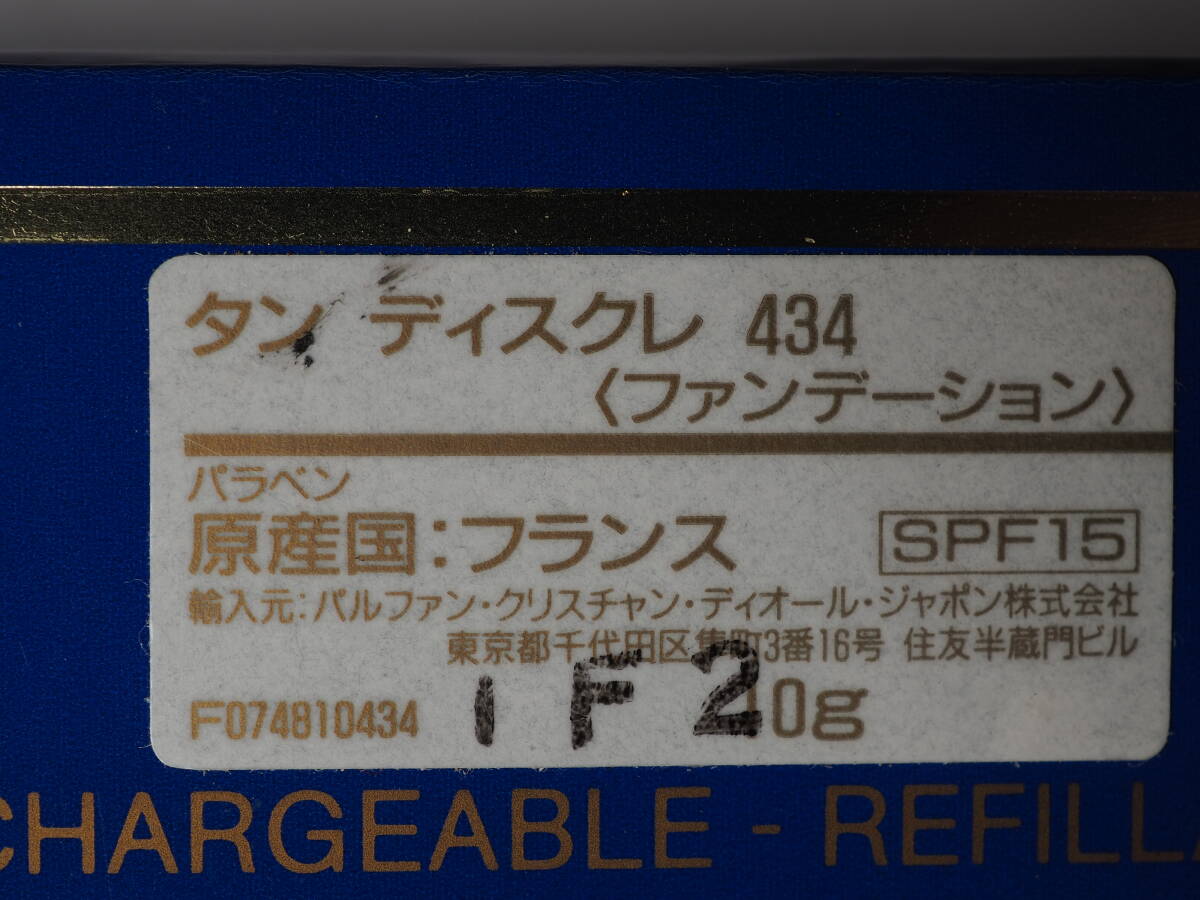 タン ディスクレ 434
〈ファンデーション〉
パラベン
原産国:フランス SPF15
輸入元:パルファン・クリスチャン・ディオール・ジャポン株式会社
東京都千代田区隼町3番16号 住友半蔵門ビル
F074810434 10g
1F2
CHARGEABLE - REFILLA